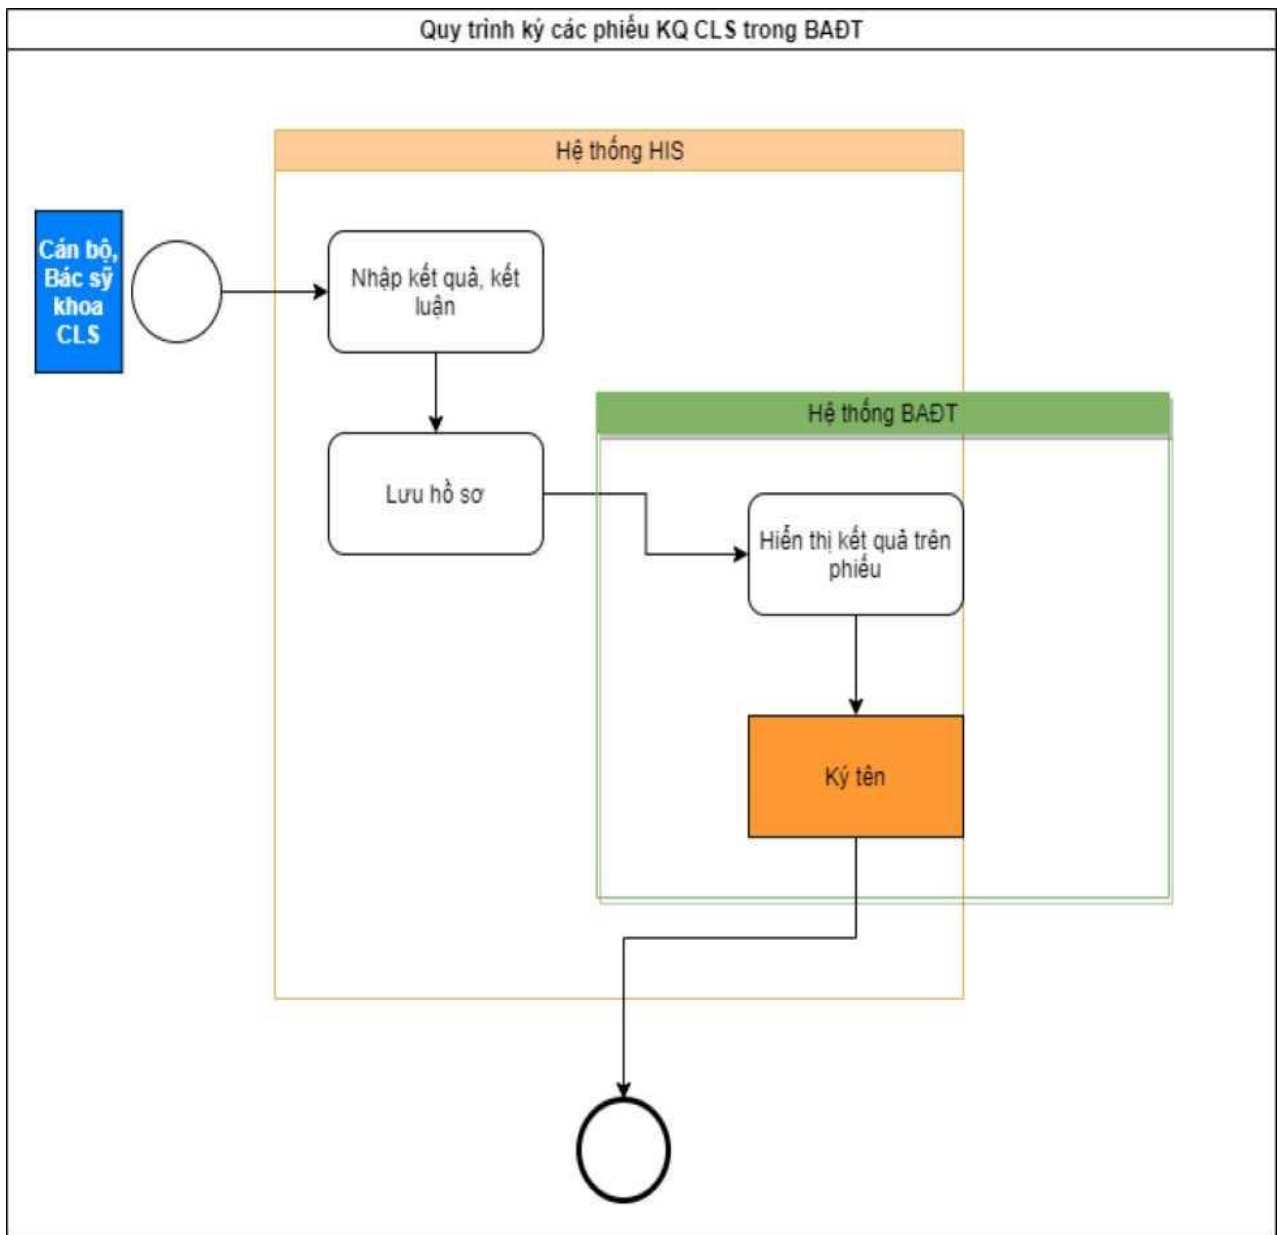 Quy trình ký các phiếu KQ CLS trong BAĐT
Hệ thống HIS
Cán bộ,
Bác sỹ
khoa
CLS
Nhập kết quả, kết
luận
Hệ thống BAĐT
Lưu hồ sơ
Hiển thị kết quả trên
phiếu
Ký tên